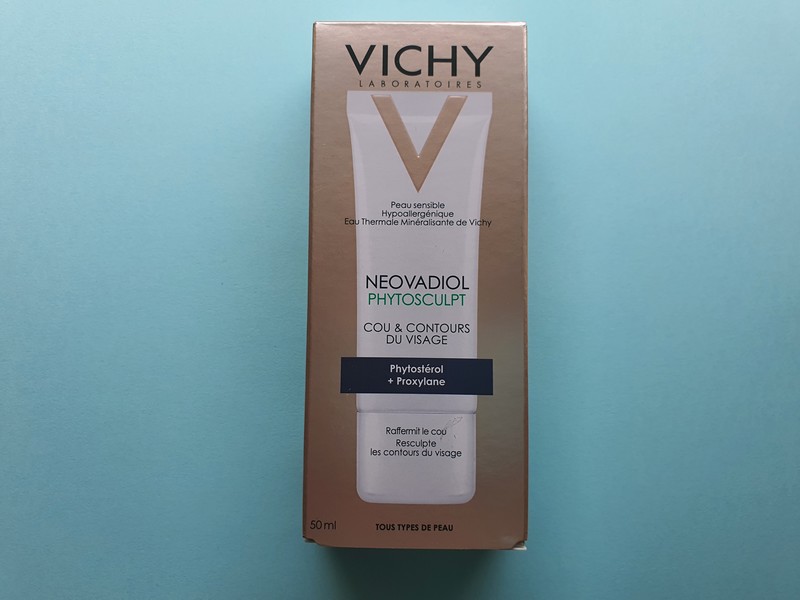 VICHY
LABORATOIRES
Peau sensible
Hypoallergénique
Eau Thermale Minéralisante de Vichy
NEOVADIOL
PHYTOSCULPT
COU & CONTOURS
DU VISAGE
Phytostérol
+ Proxylane
Raffermit le cou
Resculpte
les contours du visage
50 ml
TOUS TYPES DE PEAU